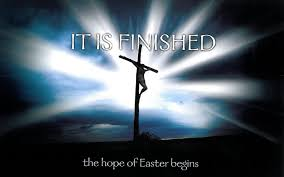 IT IS FINISHED
the hope of Easter begins